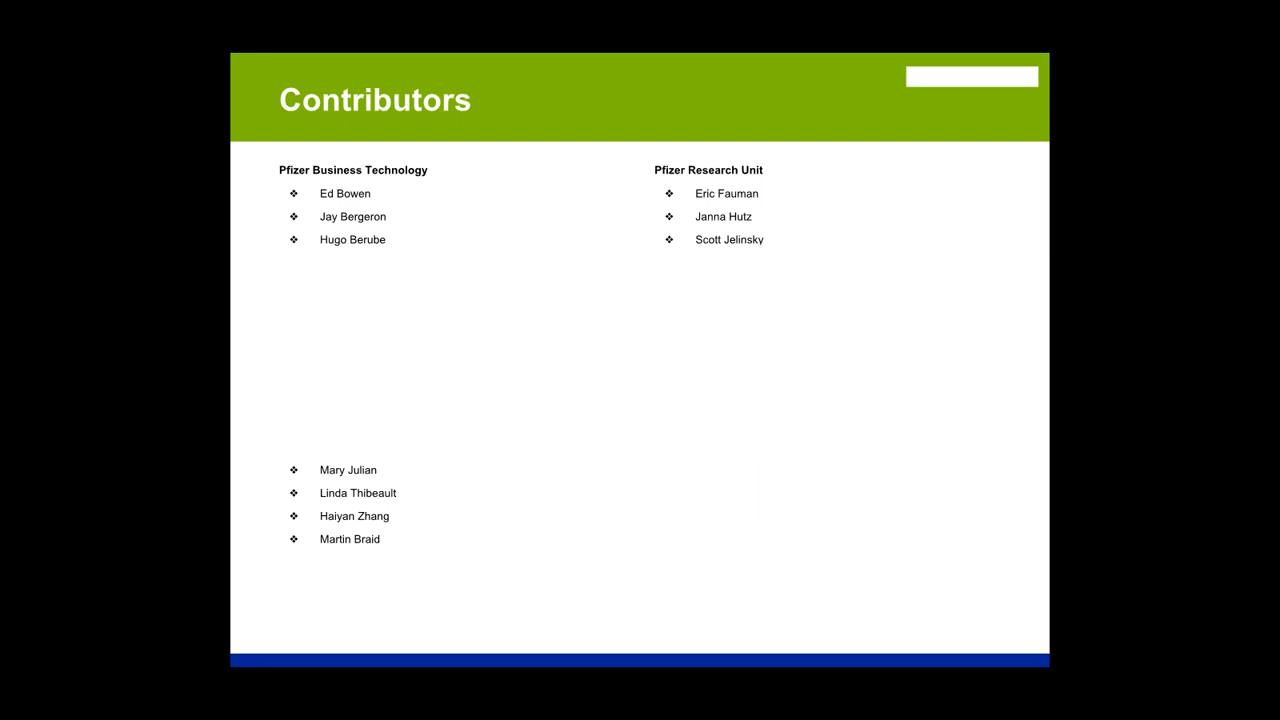 Contributors
Pfizer Business Technology
❖ Ed Bowen
❖ Jay Bergeron
❖ Hugo Berube
❖ Mary Julian
❖ Linda Thibeault
❖ Haiyan Zhang
❖ Martin Braid
Pfizer Research Unit
❖ Eric Fauman
❖ Janna Hutz
❖ Scott Jelinsky